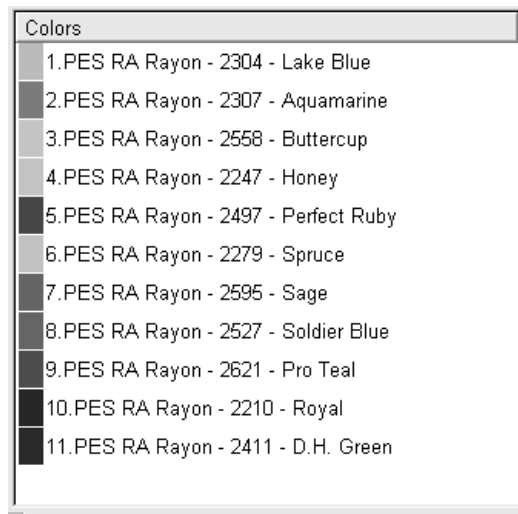 Colors
1.PES RA Rayon - 2304 - Lake Blue
2.PES RA Rayon - 2307 - Aquamarine
3.PES RA Rayon - 2558 - Buttercup
4.PES RA Rayon - 2247 - Honey
5.PES RA Rayon - 2497 - Perfect Ruby
6.PES RA Rayon - 2279 - Spruce
7.PES RA Rayon - 2595 - Sage
8.PES RA Rayon - 2527 - Soldier Blue
9.PES RA Rayon - 2621 - Pro Teal
10.PES RA Rayon - 2210 - Royal
11.PES RA Rayon - 2411 - D.H. Green